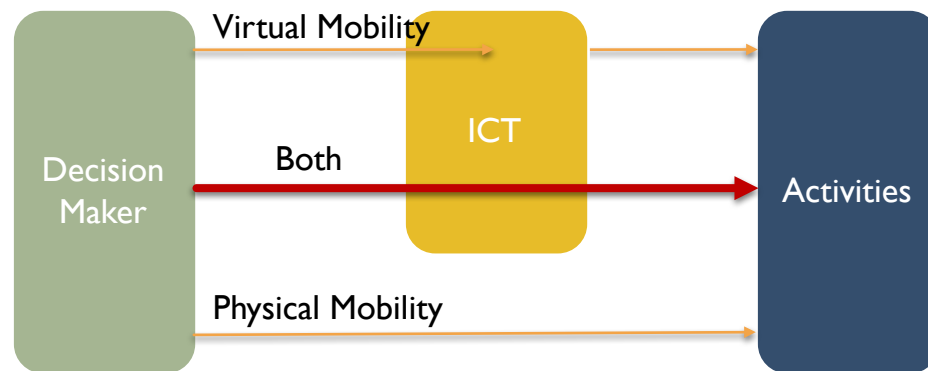 Virtual Mobility
ICT
Both
Decision
Maker
Activities
Physical Mobility